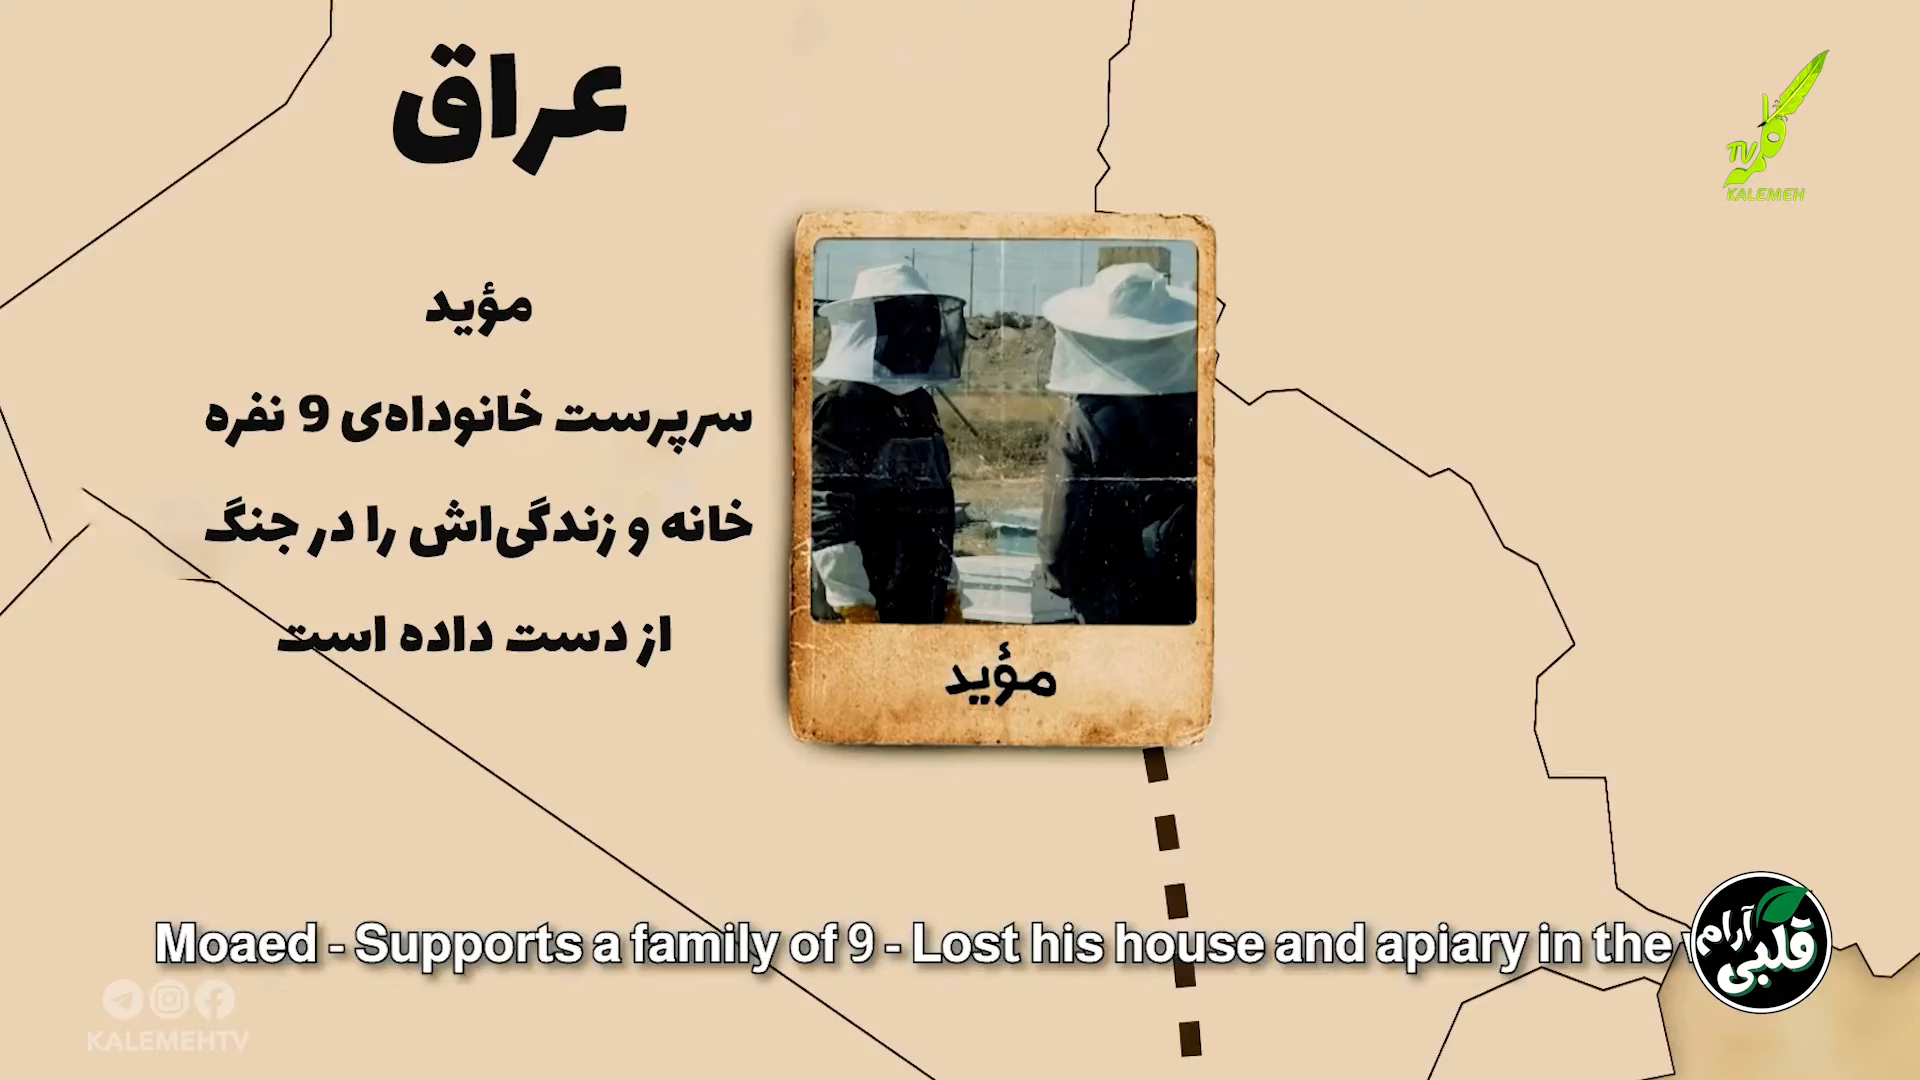 عراق
مؤید
سرپرست خانوداه‌ی 9 نفره
خانه و زندگی‌اش را در جنگ
از دست داده است
مؤید
Moaed - Supports a family of 9 - Lost his house and apiary in the
TV
KALEMEH
آرام
قلبی
KALEMEHTV